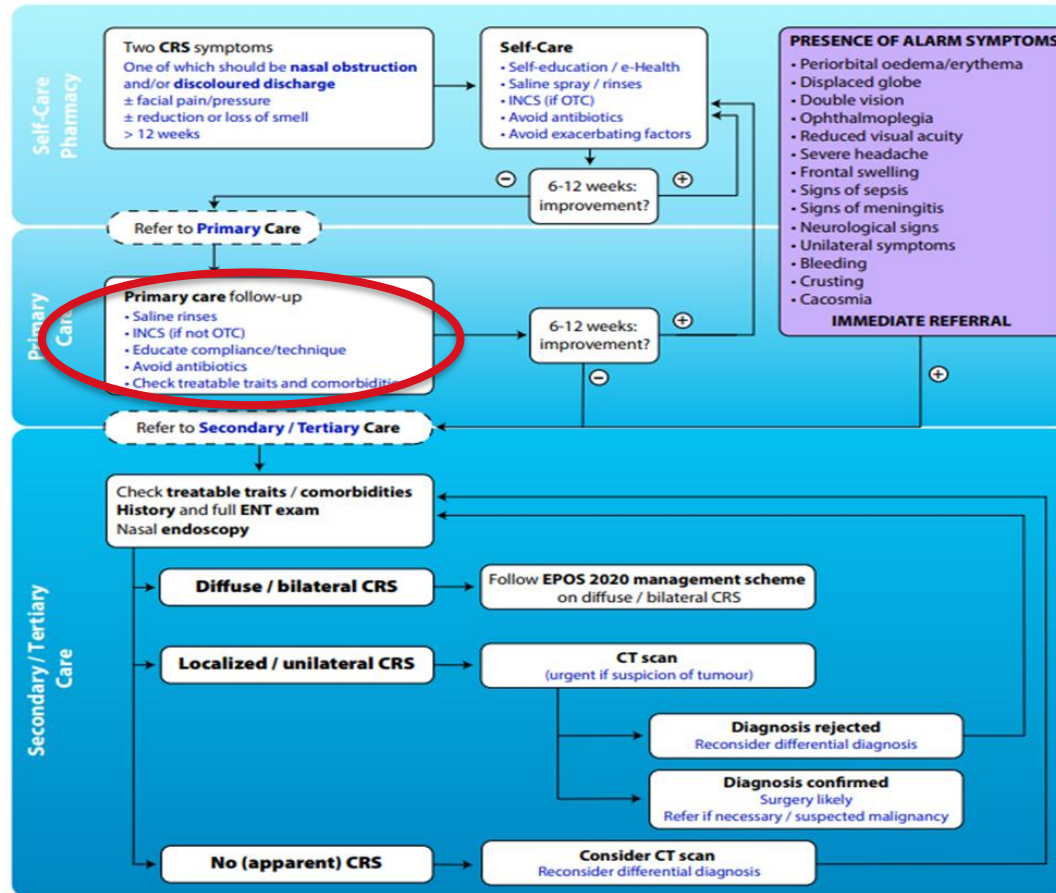 Self-Care
Pharmacy
Two CRS symptoms
One of which should be nasal obstruction
and/or discoloured discharge
± facial pain/pressure
± reduction or loss of smell
> 12 weeks
Self-Care
• Self-education / e-Health
• Saline spray / rinses
• INCS (if OTC)
• Avoid antibiotics
• Avoid exacerbating factors
PRESENCE OF ALARM SYMPTOMS
• Periorbital oedema/erythema
• Displaced globe
• Double vision
• Ophthalmoplegia
• Reduced visual acuity
• Severe headache
• Frontal swelling
• Signs of sepsis
• Signs of meningitis
• Neurological signs
• Unilateral symptoms
• Bleeding
• Crusting
• Cacosmia
IMMEDIATE REFERRAL
−
6-12 weeks:
improvement?
+
Refer to Primary Care
Primary
Care
Primary care follow-up
• Saline rinses
• INCS (if not OTC)
• Educate compliance/technique
• Avoid antibiotics
• Check treatable traits and
6-12 weeks:
improvement?
+
−
+
Refer to Secondary / Tertiary Care
Secondary / Tertiary
Care
Check treatable traits / comorbidities
History and full ENT exam
Nasal endoscopy
Diffuse / bilateral CRS
Follow EPOS 2020 management scheme
on diffuse / bilateral CRS
Localized / unilateral CRS
CT scan
(urgent if suspicion of tumour)
Diagnosis rejected
Reconsider differential diagnosis
Diagnosis confirmed
Surgery likely
Refer if necessary / suspected malignancy
No (apparent) CRS
Consider CT scan
Reconsider differential diagnosis